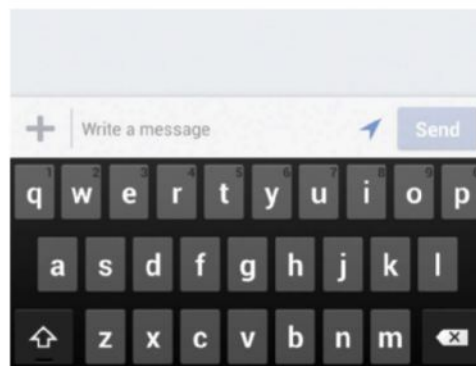 Write a message
Send
1 2 3 4 5 6 7 8 9
q w e r t y u i o p
a s d f g h j k l
z x c v b n m